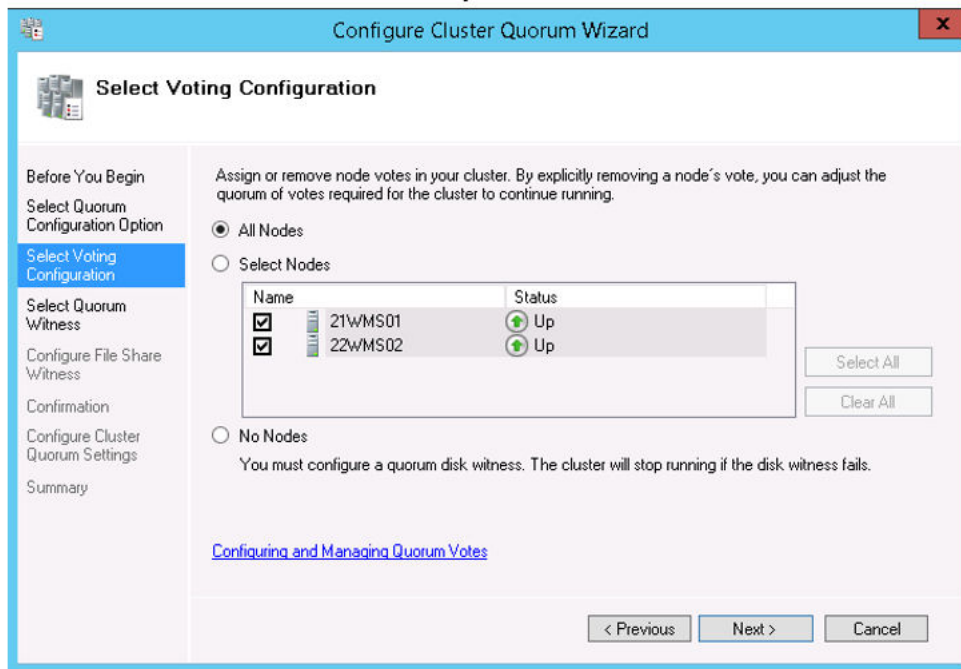 Configure Cluster Quorum Wizard
x
Select Voting Configuration
Before You Begin
Select Quorum
Configuration Option
Select Voting
Configuration
Select Quorum
Witness
Configure File Share
Witness
Confirmation
Configure Cluster
Quorum Settings
Summary
Assign or remove node votes in your cluster. By explicitly removing a node's vote, you can adjust the
quorum of votes required for the cluster to continue running.
All Nodes
Select Nodes
Name Status
21WMS01 Up
22WMS02 Up
Select All
Clear All
No Nodes
You must configure a quorum disk witness. The cluster will stop running if the disk witness fails.
Configuring and Managing Quorum Votes
< Previous Next > Cancel